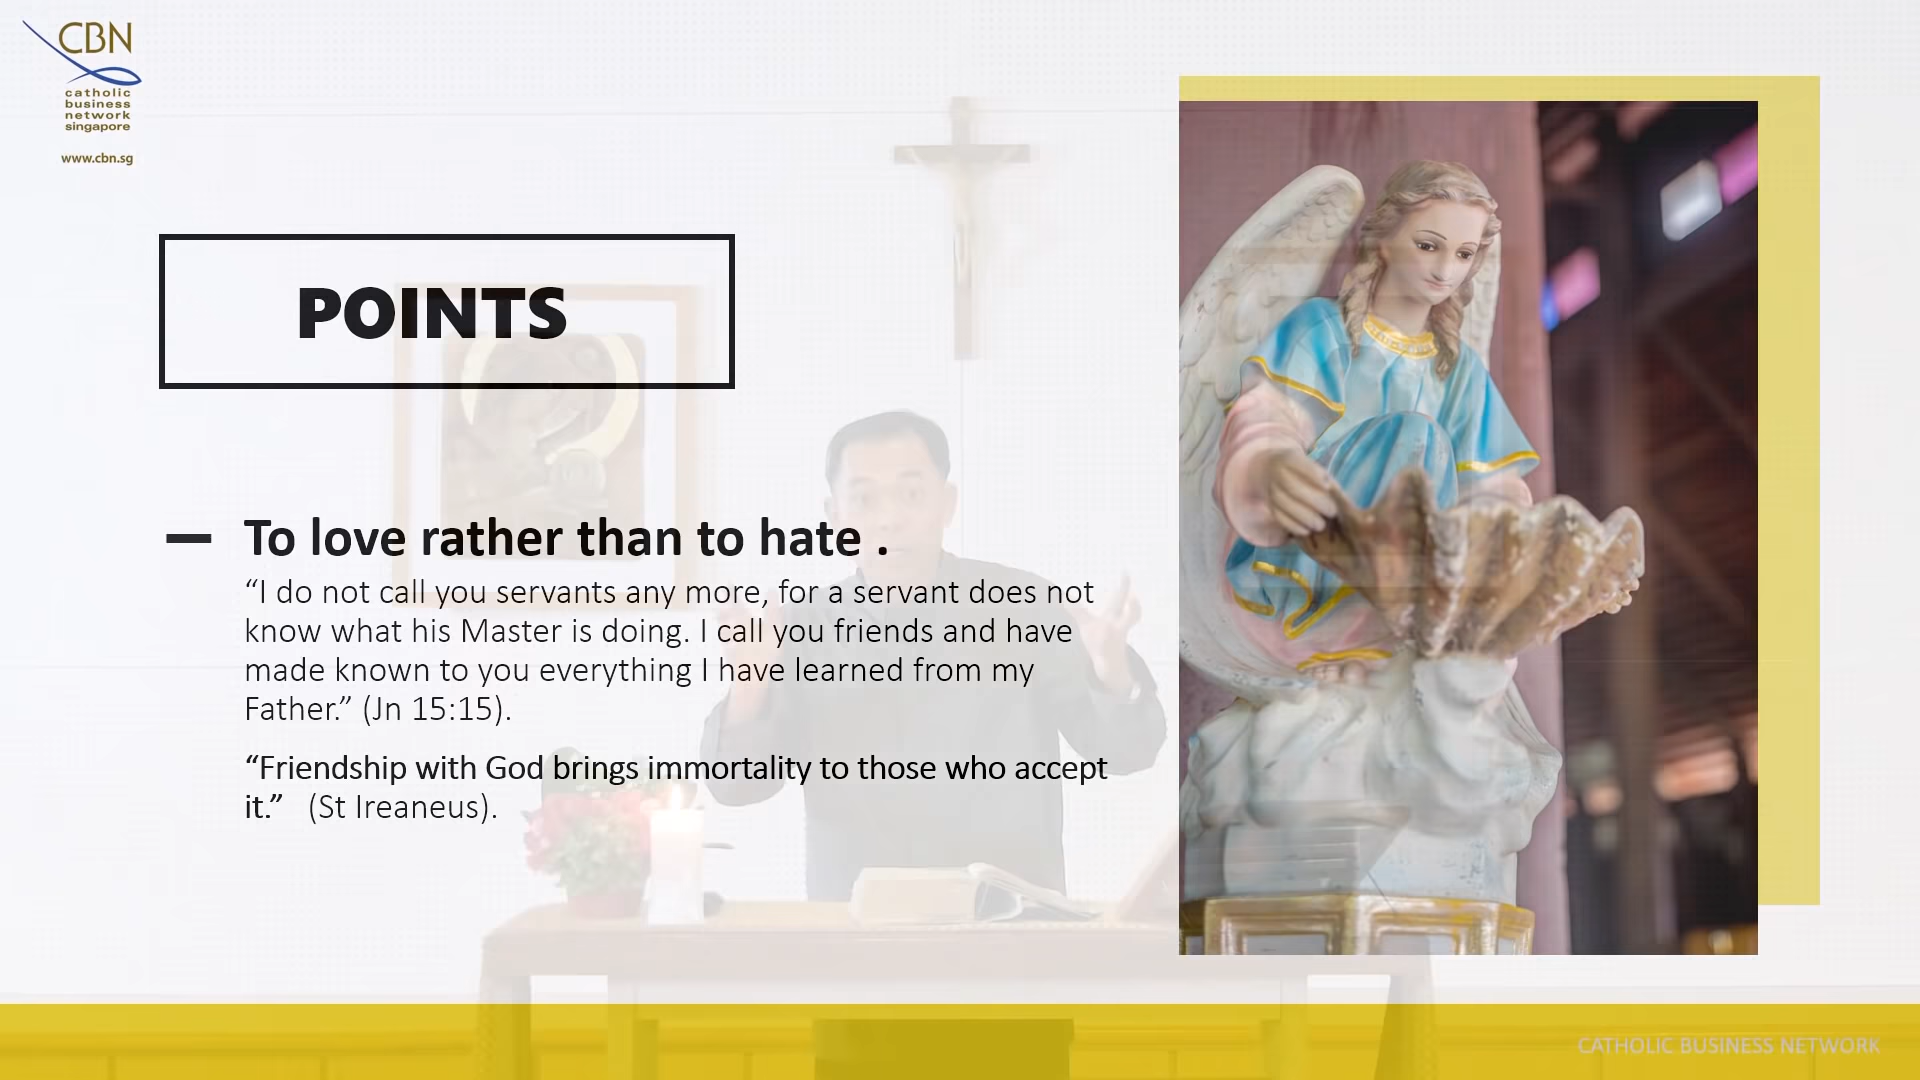 CBN
catholic
business
network
singapore
www.cbn.sg
POINTS
To love rather than to hate .
“I do not call you servants any more, for a servant does not
know what his Master is doing. I call you friends and have
made known to you everything I have learned from my
Father.” (Jn 15:15).
“Friendship with God brings immortality to those who accept
it.” (St Ireaneus).
CATHOLIC BUSINESS NETWORK